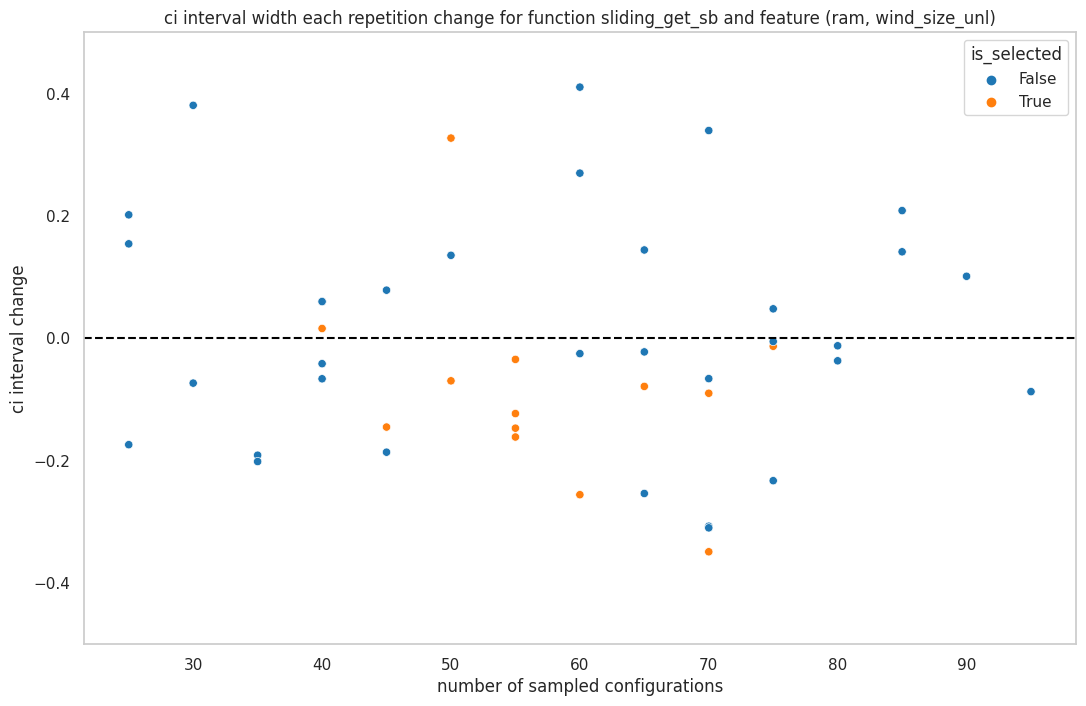 ci interval width each repetition change for function sliding_get_sb and feature (ram, wind_size_unl)
is_selected
False
True
ci interval change
0.4
0.2
0.0
−0.2
−0.4
30 40 50 60 70 80 90
number of sampled configurations